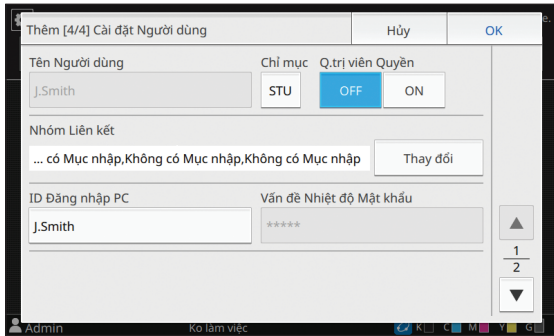 Thêm [4/4] Cài đặt Người dùng Hủy OK
Tên Người dùng Chỉ mục Q.trị viên Quyền
J.Smith STU OFF ON
Nhóm Liên kết
... có Mục nhập,Không có Mục nhập,Không có Mục nhập Thay đổi
ID Đăng nhập PC Vấn đề Nhiệt độ Mật khẩu
J.Smith *****
1
2
Admin Ko làm việc K C M Y G